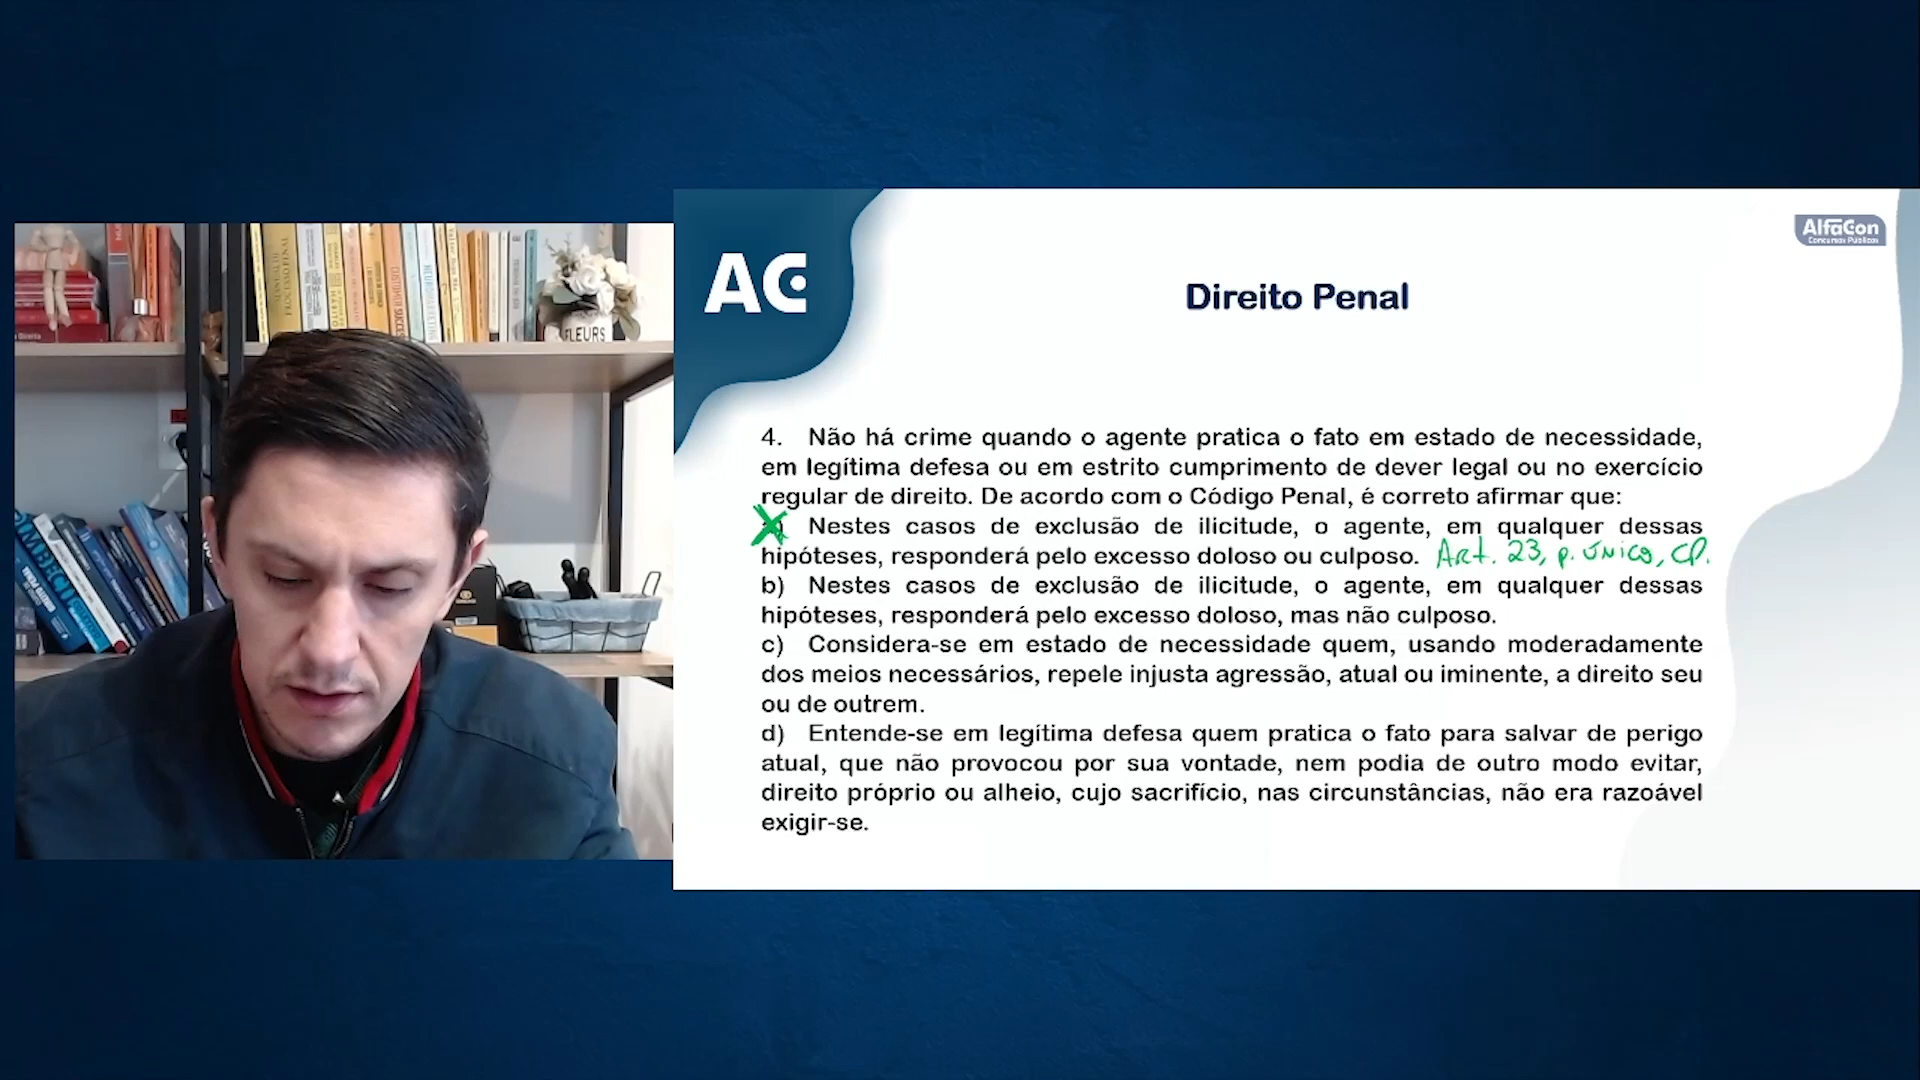 AlfaCon
Concursos Públicos
AC
Direito Penal
4. Não há crime quando o agente pratica o fato em estado de necessidade,
em legítima defesa ou em estrito cumprimento de dever legal ou no exercício
regular de direito. De acordo com o Código Penal, é correto afirmar que:
a) Nestes casos de exclusão de ilicitude, o agente, em qualquer dessas
hipóteses, responderá pelo excesso doloso ou culposo. Art. 23, p. único, CP.
b) Nestes casos de exclusão de ilicitude, o agente, em qualquer dessas
hipóteses, responderá pelo excesso doloso, mas não culposo.
c) Considera-se em estado de necessidade quem, usando moderadamente
dos meios necessários, repele injusta agressão, atual ou iminente, a direito seu
ou de outrem.
d) Entende-se em legítima defesa quem pratica o fato para salvar de perigo
atual, que não provocou por sua vontade, nem podia de outro modo evitar,
direito próprio ou alheio, cujo sacrifício, nas circunstâncias, não era razoável
exigir-se.
FLEURS
CUSTOMER SUCCESS